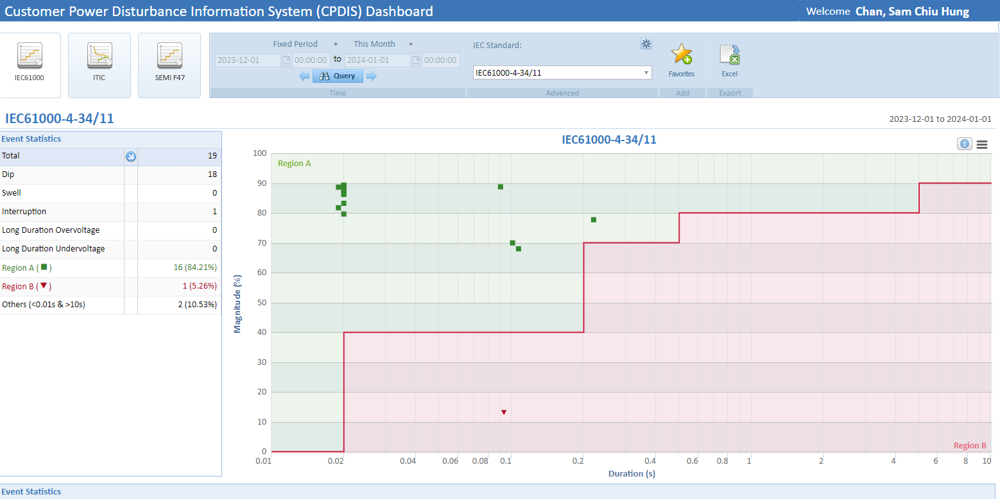 Customer Power Disturbance Information System (CPDIS) Dashboard
Welcome Chan, Sam Chiu Hung
IEC61000
ITIC
SEMI F47
Fixed Period
This Month
2023-12-01 00:00:00 to 2024-01-01 00:00:00
Query
Time
IEC Standard:
IEC61000-4-34/11
Advanced
Favorites
Add
Excel
Export
IEC61000-4-34/11
2023-12-01 to 2024-01-01
Event Statistics
Total 19
Dip 18
Swell 0
Interruption 1
Long Duration Overvoltage 0
Long Duration Undervoltage 0
Region A (■) 16 (84.21%)
Region B (▼) 1 (5.26%)
Others (<0.01s & >10s) 2 (10.53%)
IEC61000-4-34/11
Region A
Magnitude (%)
100
90
80
70
60
50
40
30
20
10
0
Region B
0.01 0.02 0.04 0.06 0.08 0.1 0.2 0.4 0.6 0.8 1 2 4 6 8 10
Duration (s)
Event Statistics